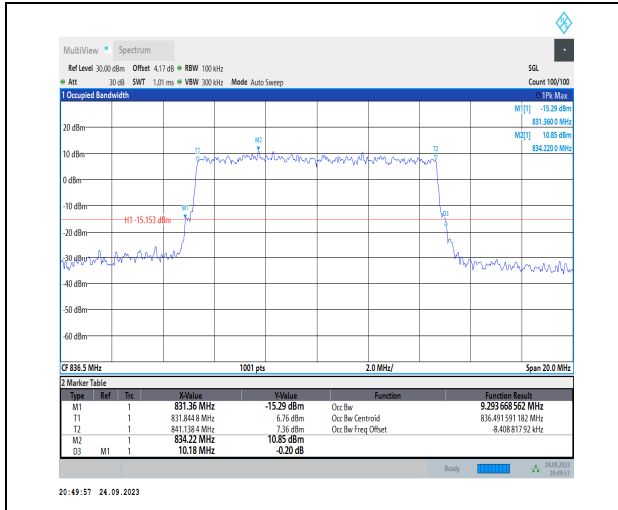 MultiView Spectrum
Ref Level 30.00 dBm Offset 4.17 dB RBW 100 kHz SGL
Att 30 dB SWT 1.01 ms VBW 300 kHz Mode Auto Sweep Count 100/100
1 Occupied Bandwidth 1Pk Max
M1[1] -15.29 dBm
831.360 0 MHz
M2[1] 10.85 dBm
834.220 0 MHz
20 dBm
M2
T1 T2
10 dBm
0 dBm
-10 dBm
M1
D3
H1 -15.153 dBm
-20 dBm
-30 dBm
-40 dBm
-50 dBm
-60 dBm
CF 836.5 MHz 1001 pts 2.0 MHz/ Span 20.0 MHz
2 Marker Table
Type Ref Trc X-Value Y-Value Function Function Result
M1 1 831.36 MHz -15.29 dBm Occ Bw 9.293 668 562 MHz
T1 1 831.844 8 MHz 6.76 dBm Occ Bw Centroid 836.491 591 182 MHz
T2 1 841.138 4 MHz 7.36 dBm Occ Bw Freq Offset -8.408 817 92 kHz
M2 1 834.22 MHz 10.85 dBm
D3 M1 1 10.18 MHz -0.20 dB
Ready 24.09.2023
20:49:57
20:49:57 24.09.2023